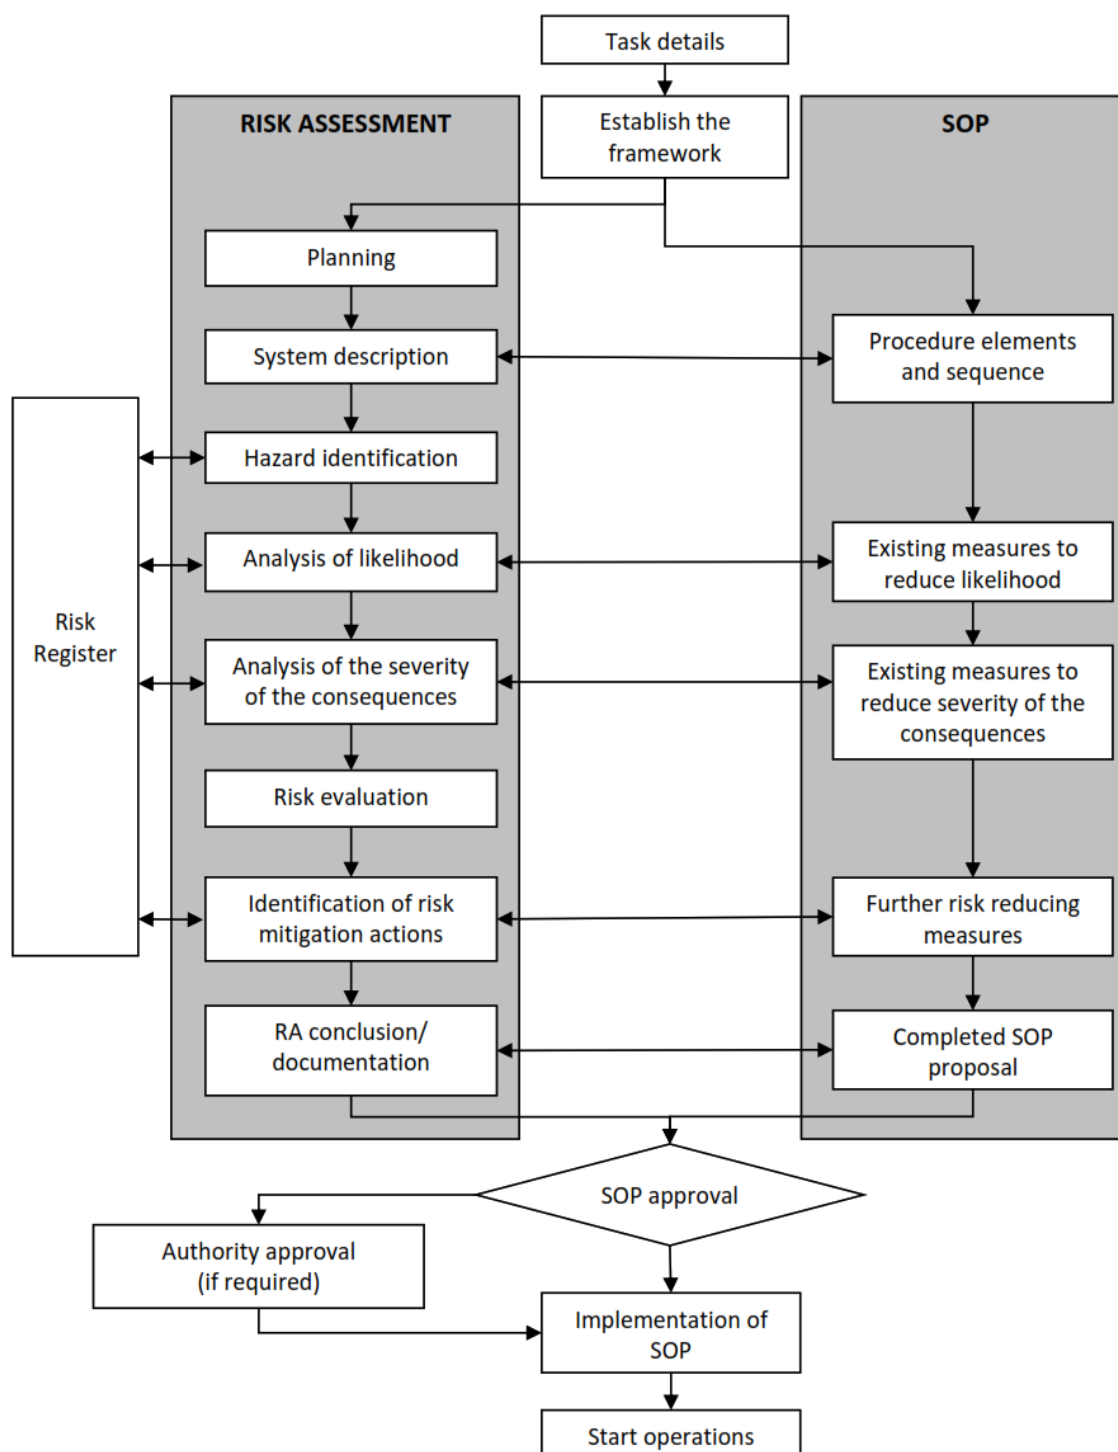 Task details
Establish the
framework
RISK ASSESSMENT
SOP
Planning
System description
Procedure elements
and sequence
Hazard identification
Analysis of likelihood
Existing measures to
reduce likelihood
Risk
Register
Analysis of the severity
of the consequences
Existing measures to
reduce severity of the
consequences
Risk evaluation
Identification of risk
mitigation actions
Further risk reducing
measures
RA conclusion/
documentation
Completed SOP
proposal
SOP approval
Authority approval
(if required)
Implementation of
SOP
Start operations